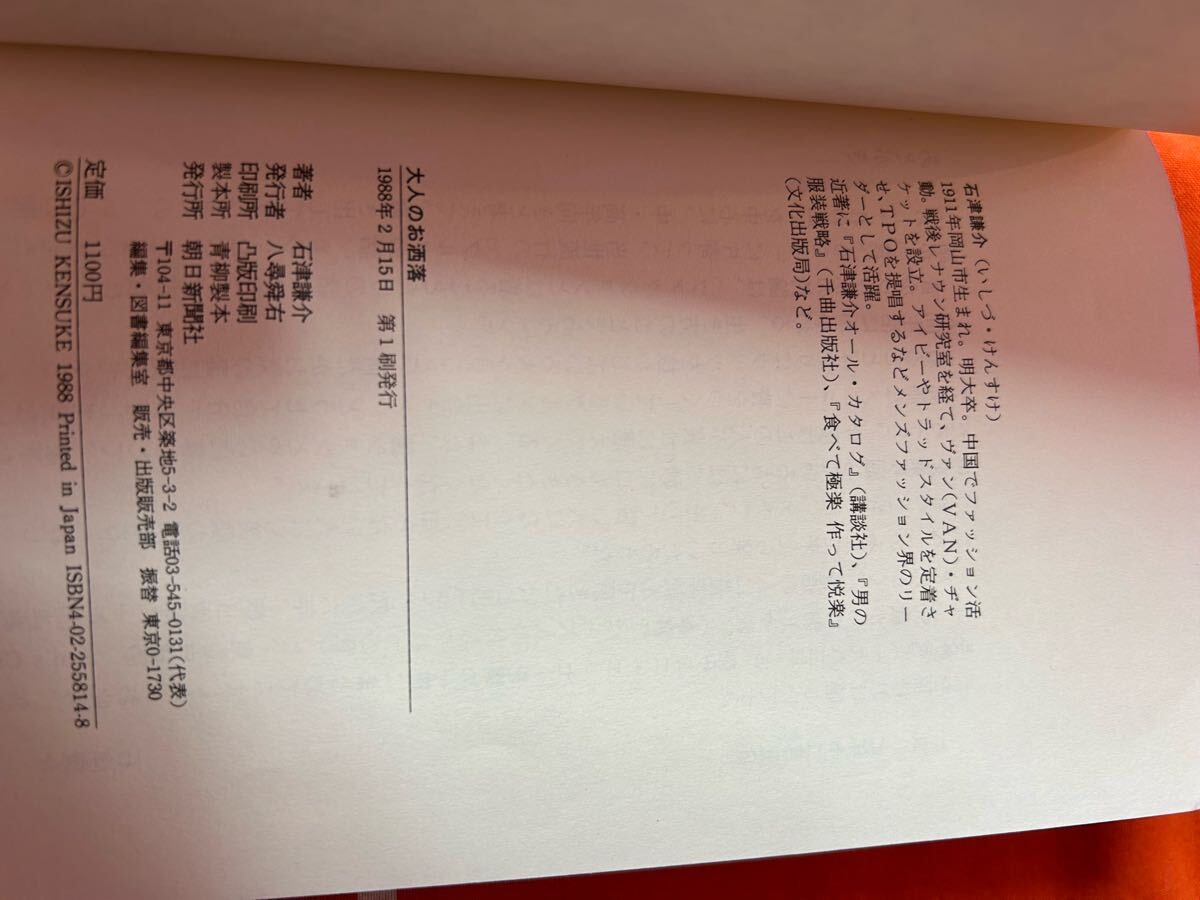 石津謙介（いしづ・けんすけ）
1911年岡山市生まれ。明大卒。中国でファッション活
動。戦後レナウン研究室を経て、ヴァン(VAN)・ヂャ
ケットを設立。アイビーやトラッドスタイルを定着さ
せ、TPOを提唱するなどメンズファッション界のリー
ダーとして活躍。
近著に『石津謙介オール・カタログ』（講談社）、『男の
服装戦略』（千曲出版社）、『食べて極楽 作って悦楽』
（文化出版局）など。
大人のお洒落
1988年2月15日 第1刷発行
著者 石津謙介
発行者 八尋舜右
印刷所 凸版印刷
製本所 青柳製本
発行所 朝日新聞社
〒104-11 東京都中央区築地5-3-2 電話03-545-0131（代表）
編集・図書編集室 販売・出版販売部 振替 東京0-1730
定価 1100円
©ISHIZU KENSUKE 1988 Printed in Japan ISBN4-02-255814-8